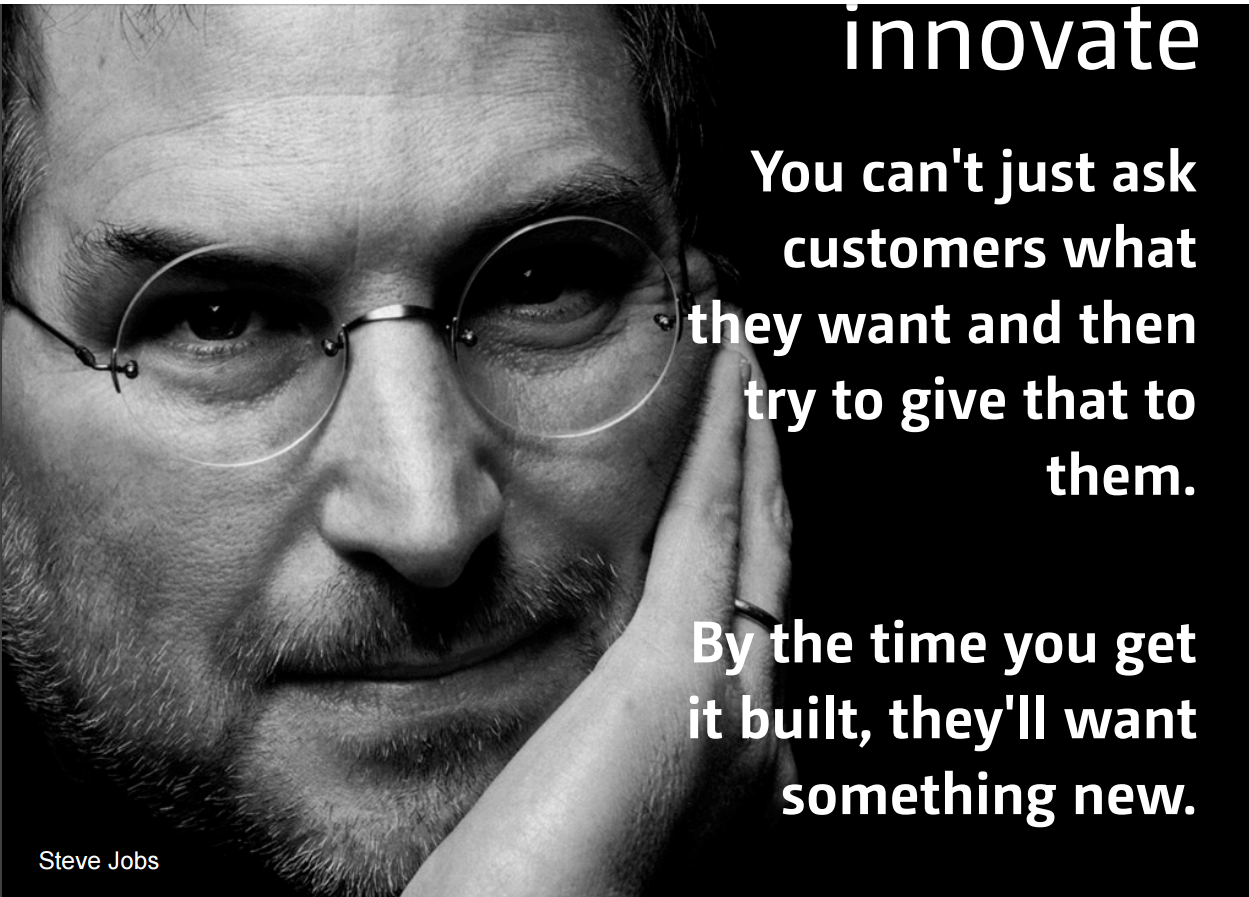 innovate
You can't just ask
customers what
they want and then
try to give that to
them.
By the time you get
it built, they'll want
something new.
Steve Jobs